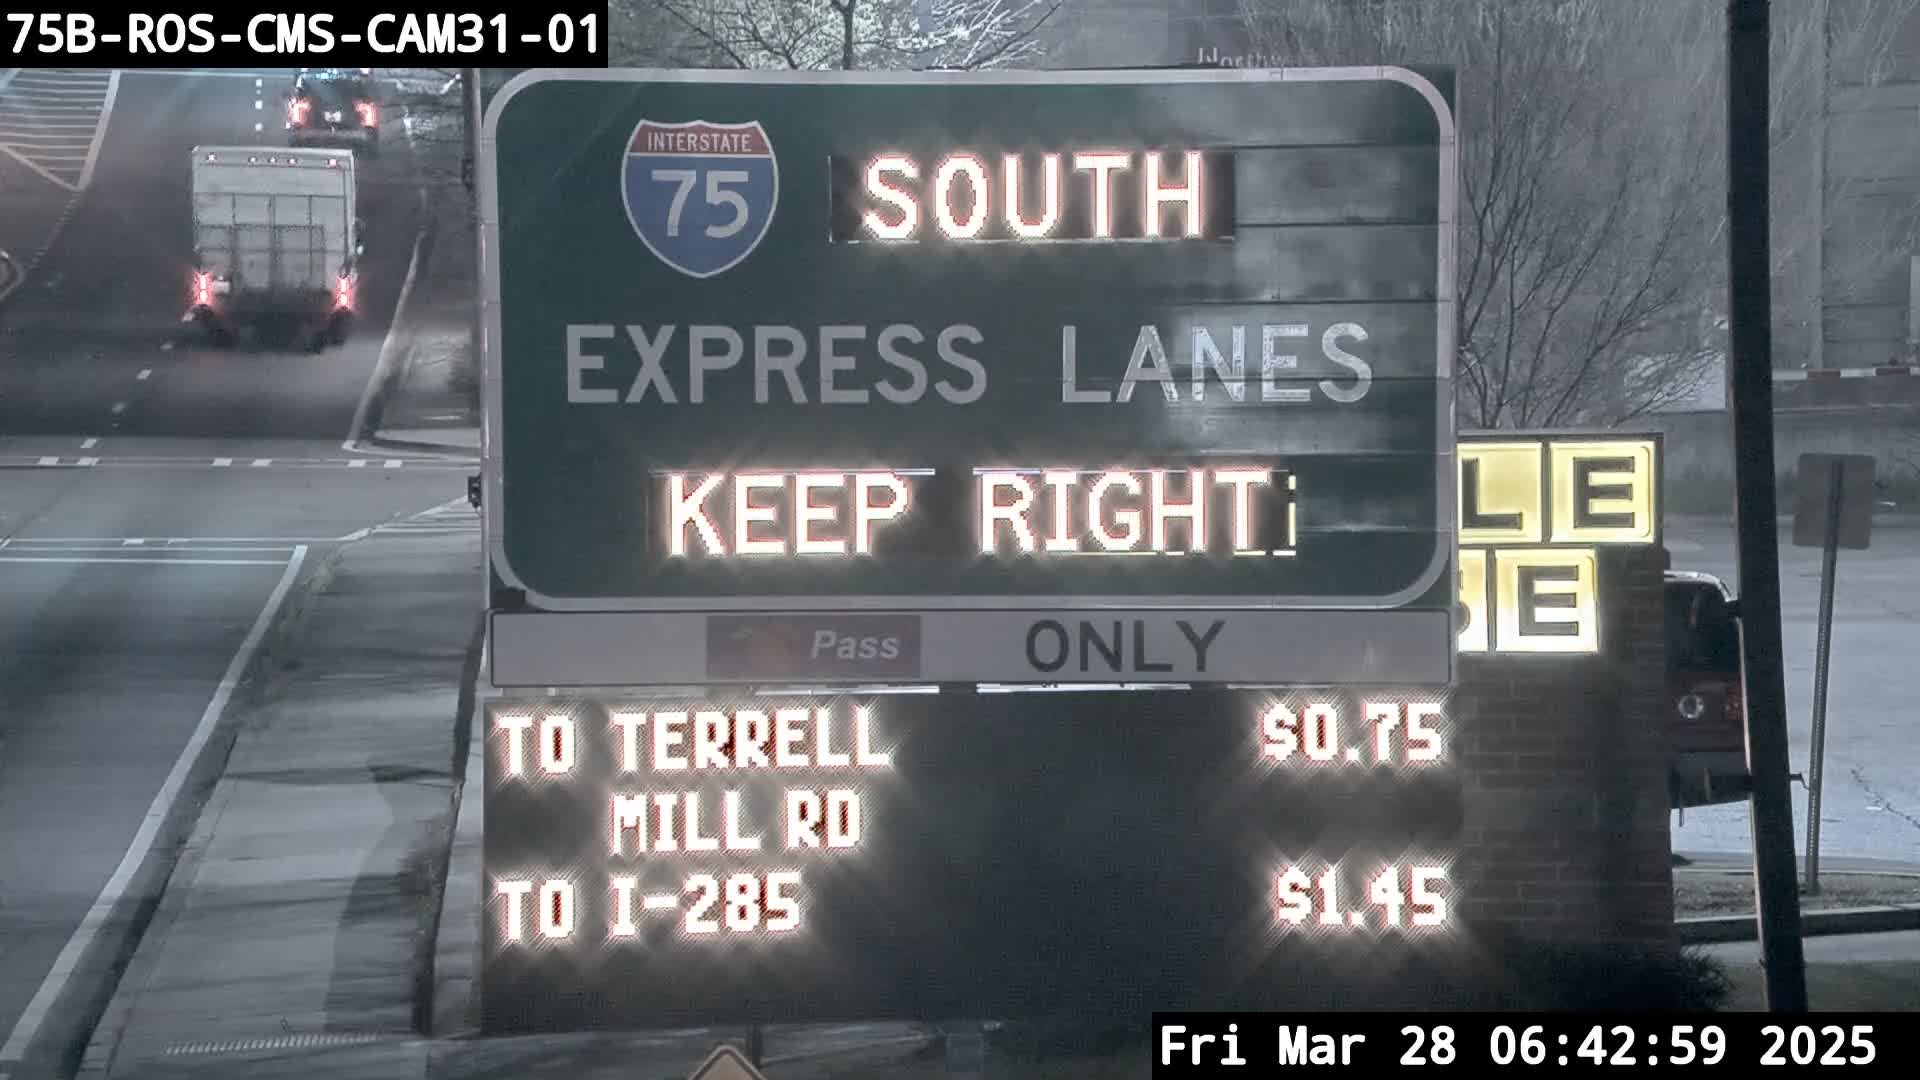 75B-ROS-CMS-CAM31-01
INTERSTATE
75
SOUTH
EXPRESS LANES
KEEP RIGHT
Pass ONLY
TO TERRELL $0.75
MILL RD
TO I-285 $1.45
LE
E
Fri Mar 28 06:42:59 2025